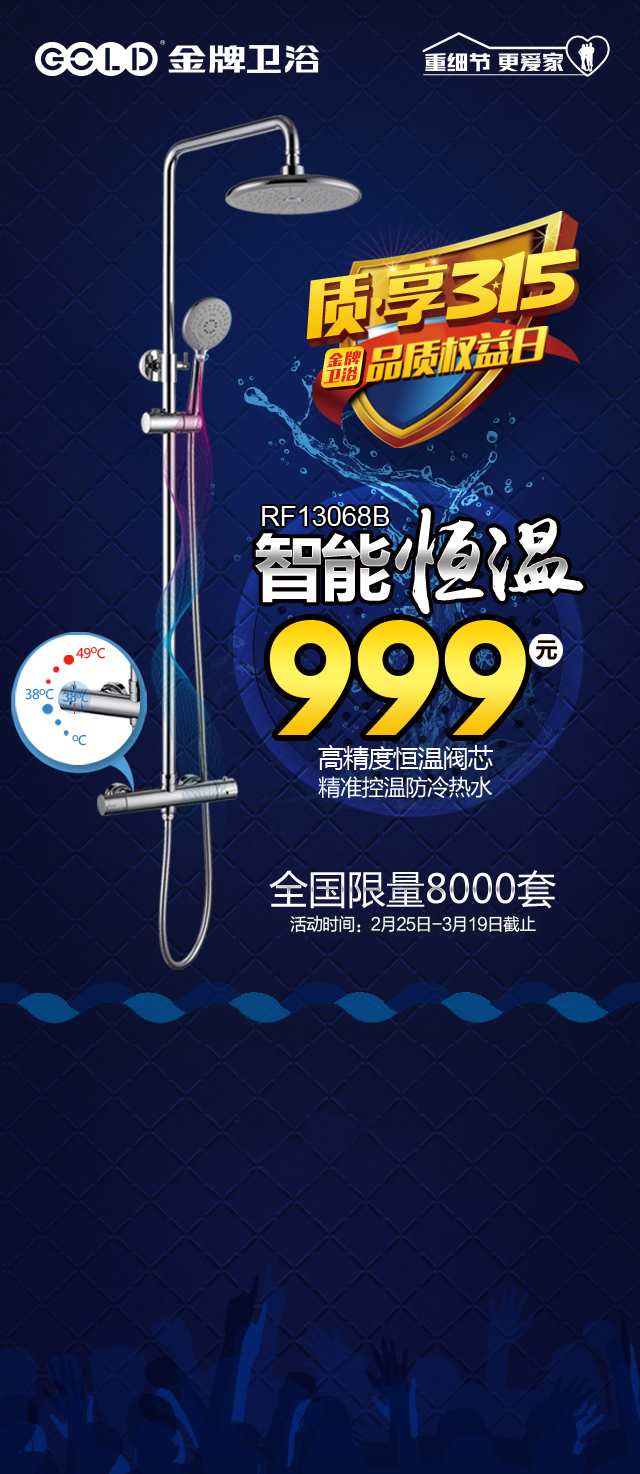 GOLD® 金牌卫浴
重细节 更爱家
质享315
金牌卫浴 品质权益日
RF13068B
智能恒温
999元
高精度恒温阀芯
精准控温防冷热水
49ºC
38ºC 38ºC
ºC
全国限量8000套
活动时间：2月25日-3月19日截止